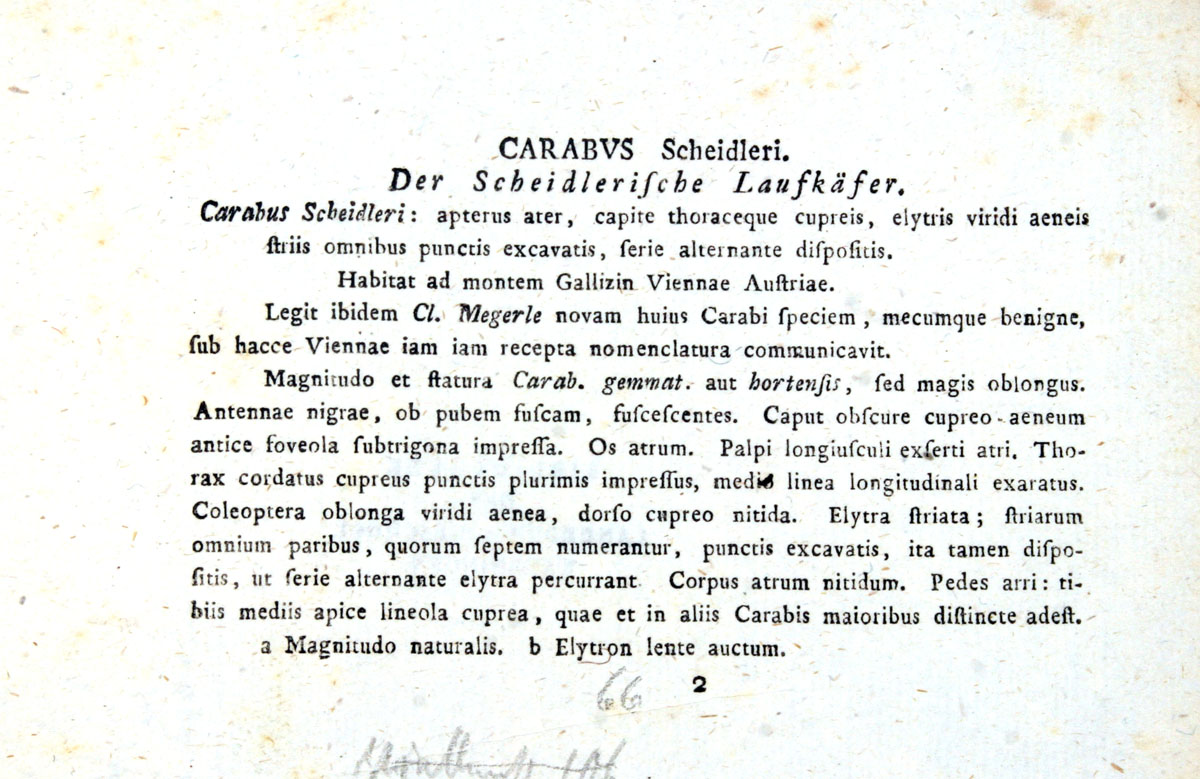 CARABVS Scheidleri.
Der Scheidleriſche Laufkäfer.
Carabus Scheidleri: apterus ater, capite thoraceque cupreis, elytris viridi aeneis
ſtriis omnibus punctis excavatis, ſerie alternante diſpoſitis.
Habitat ad montem Gallizin Viennae Auſtriae.
Legit ibidem Cl. Megerle novam huius Carabi ſpeciem, mecumque benigne,
ſub hacce Viennae iam iam recepta nomenclatura communicavit.
Magnitudo et ſtatura Carab. gemmat. aut hortenſis, ſed magis oblongus.
Antennae nigrae, ob pubem fuſcam, fuſceſcentes. Caput obſcure cupreo-aeneum
antice foveola ſubtrigona impreſſa. Os atrum. Palpi longiuſculi exſerti atri. Tho-
rax cordatus cupreus punctis plurimis impreſſus, medio linea longitudinali exaratus.
Coleoptera oblonga viridi aenea, dorſo cupreo nitida. Elytra ſtriata; ſtriarum
omnium paribus, quorum ſeptem numerantur, punctis excavatis, ita tamen diſpo-
ſitis, ut ſerie alternante elytra percurrant. Corpus atrum nitidum. Pedes atri: ti-
biis mediis apice lineola cuprea, quae et in aliis Carabis maioribus diſtincte adeſt.
a Magnitudo naturalis. b Elytron lente auctum.
2
66